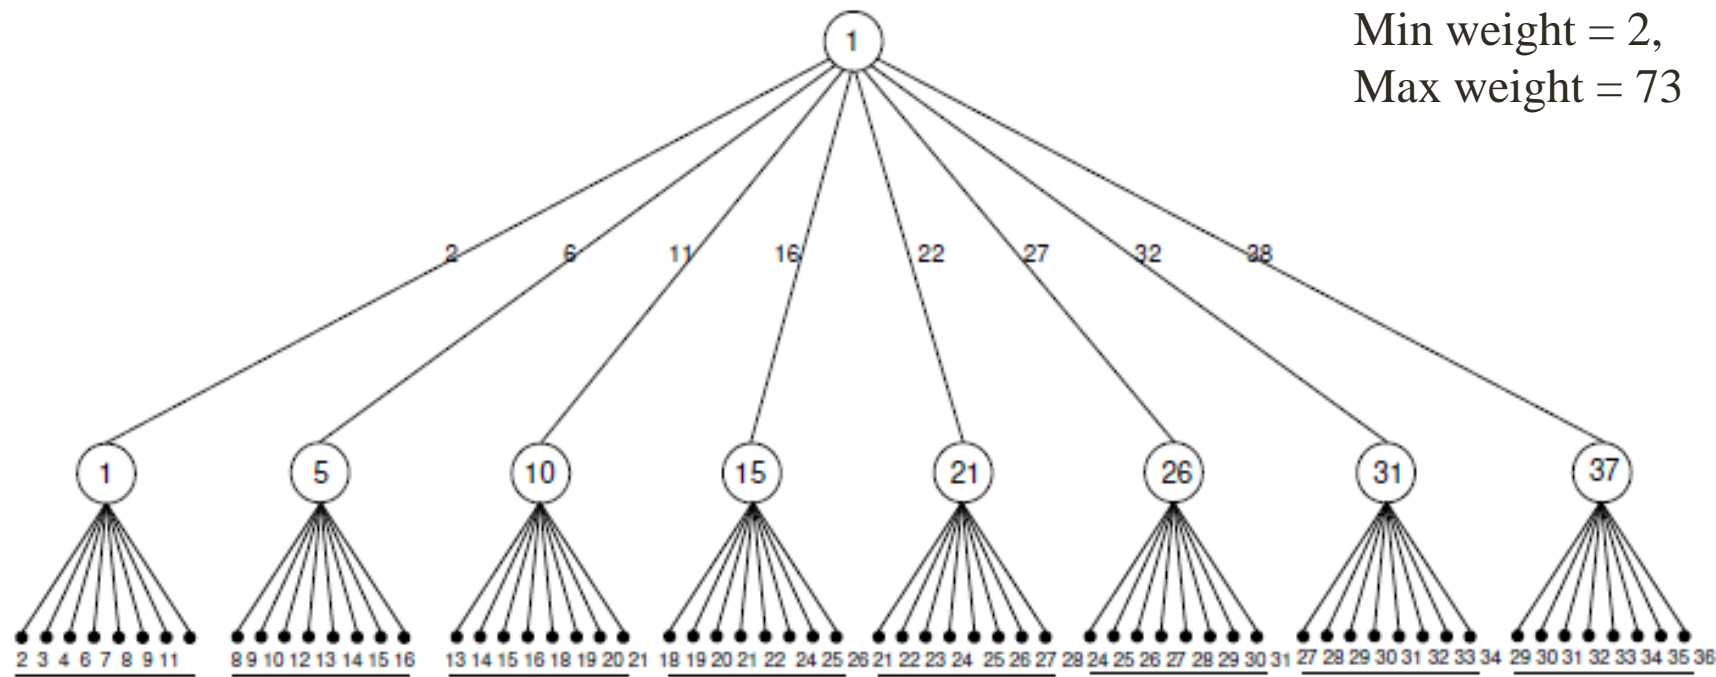 Min weight = 2,
Max weight = 73
1
2 6 11 16 22 27 32 38
1 5 10 15 21 26 31 37
2 3 4 6 7 8 9 11 8 9 10 12 13 14 15 16 13 14 15 16 18 19 20 21 18 19 20 21 22 24 25 26 21 22 23 24 25 26 27 28 24 25 26 27 28 29 30 31 27 28 29 30 31 32 33 34 29 30 31 32 33 34 35 36